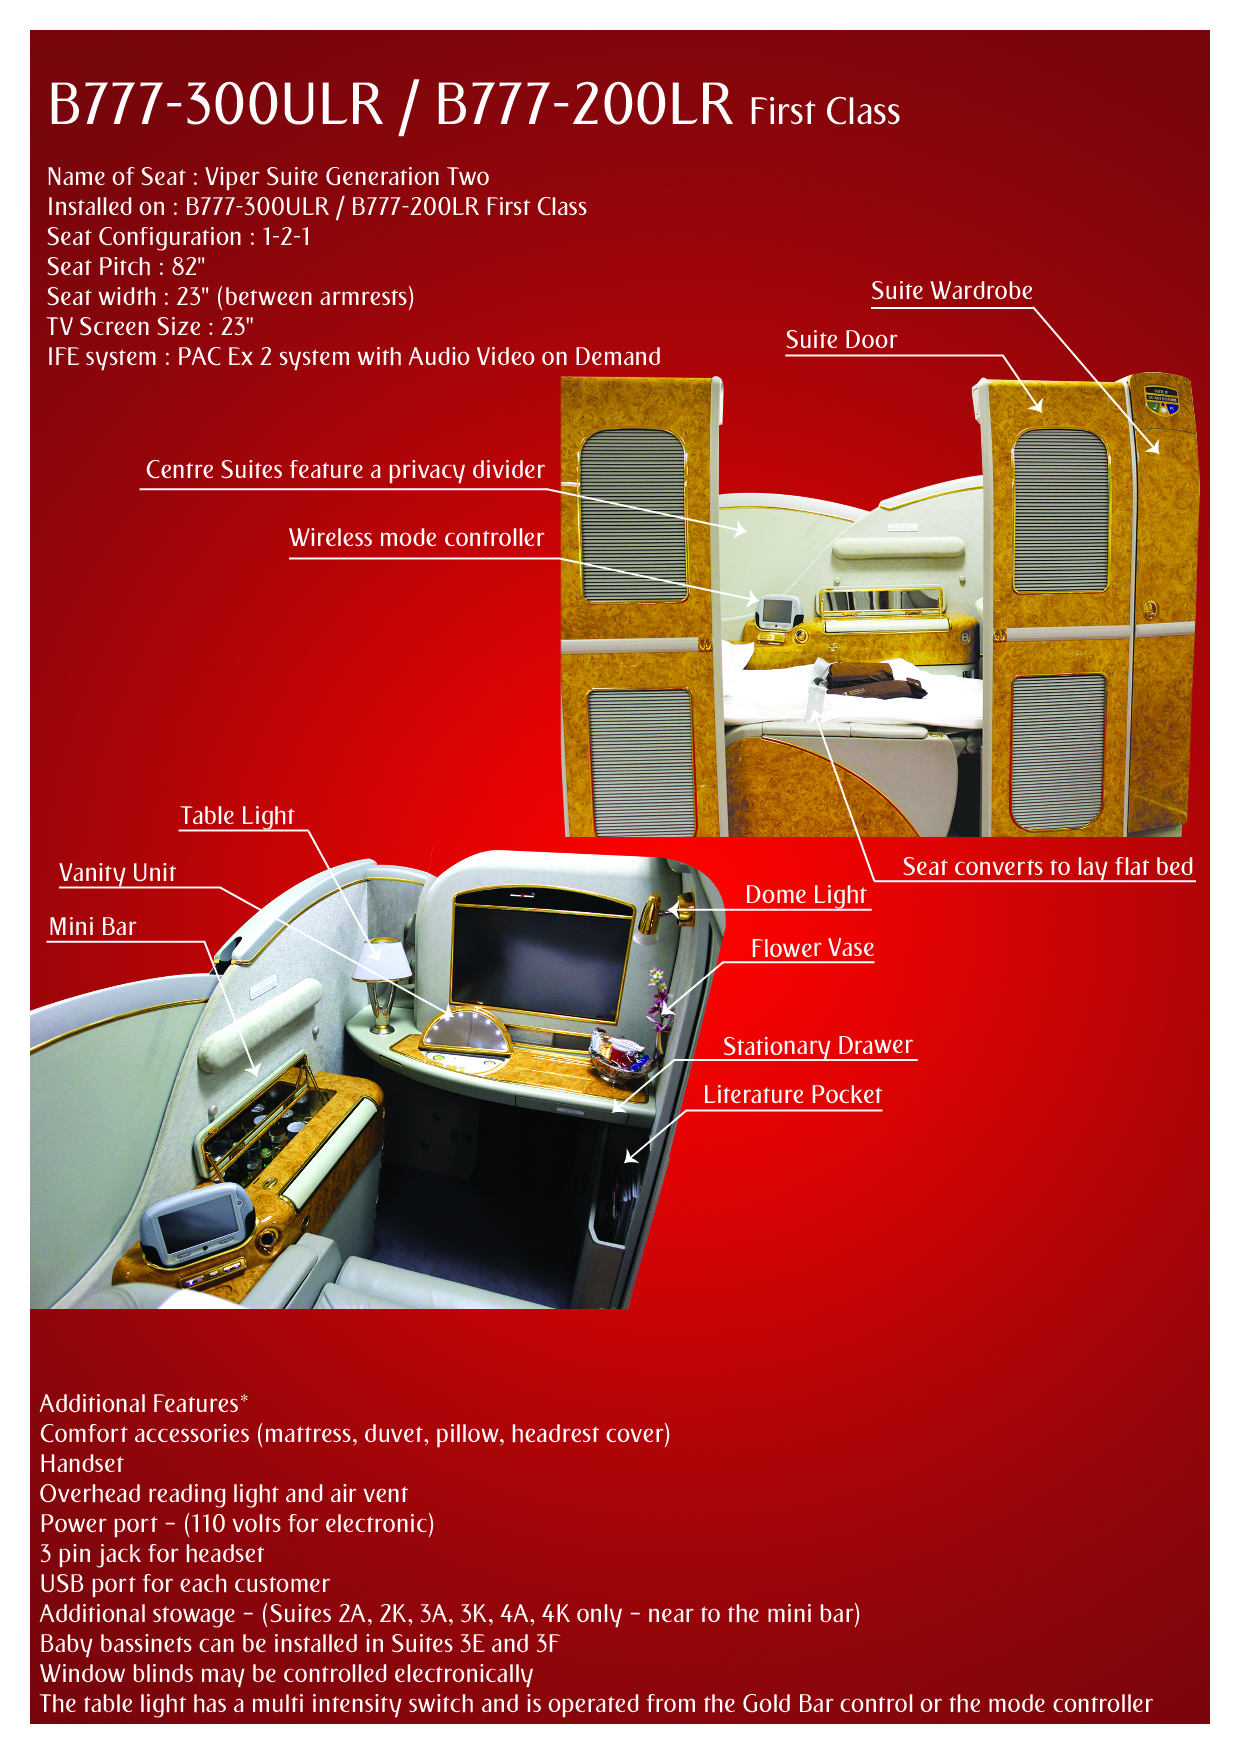 B777-300ULR / B777-200LR First Class
Name of Seat : Viper Suite Generation Two
Installed on : B777-300ULR / B777-200LR First Class
Seat Configuration : 1-2-1
Seat Pitch : 82"
Seat width : 23" (between armrests)
TV Screen Size : 23"
IFE system : PAC Ex 2 system with Audio Video on Demand
Suite Wardrobe
Suite Door
Centre Suites feature a privacy divider
Wireless mode controller
Table Light
Vanity Unit
Mini Bar
Seat converts to lay flat bed
Dome Light
Flower Vase
Stationary Drawer
Literature Pocket
Additional Features*
Comfort accessories (mattress, duvet, pillow, headrest cover)
Handset
Overhead reading light and air vent
Power port – (110 volts for electronic)
3 pin jack for headset
USB port for each customer
Additional stowage – (Suites 2A, 2K, 3A, 3K, 4A, 4K only – near to the mini bar)
Baby bassinets can be installed in Suites 3E and 3F
Window blinds may be controlled electronically
The table light has a multi intensity switch and is operated from the Gold Bar control or the mode controller